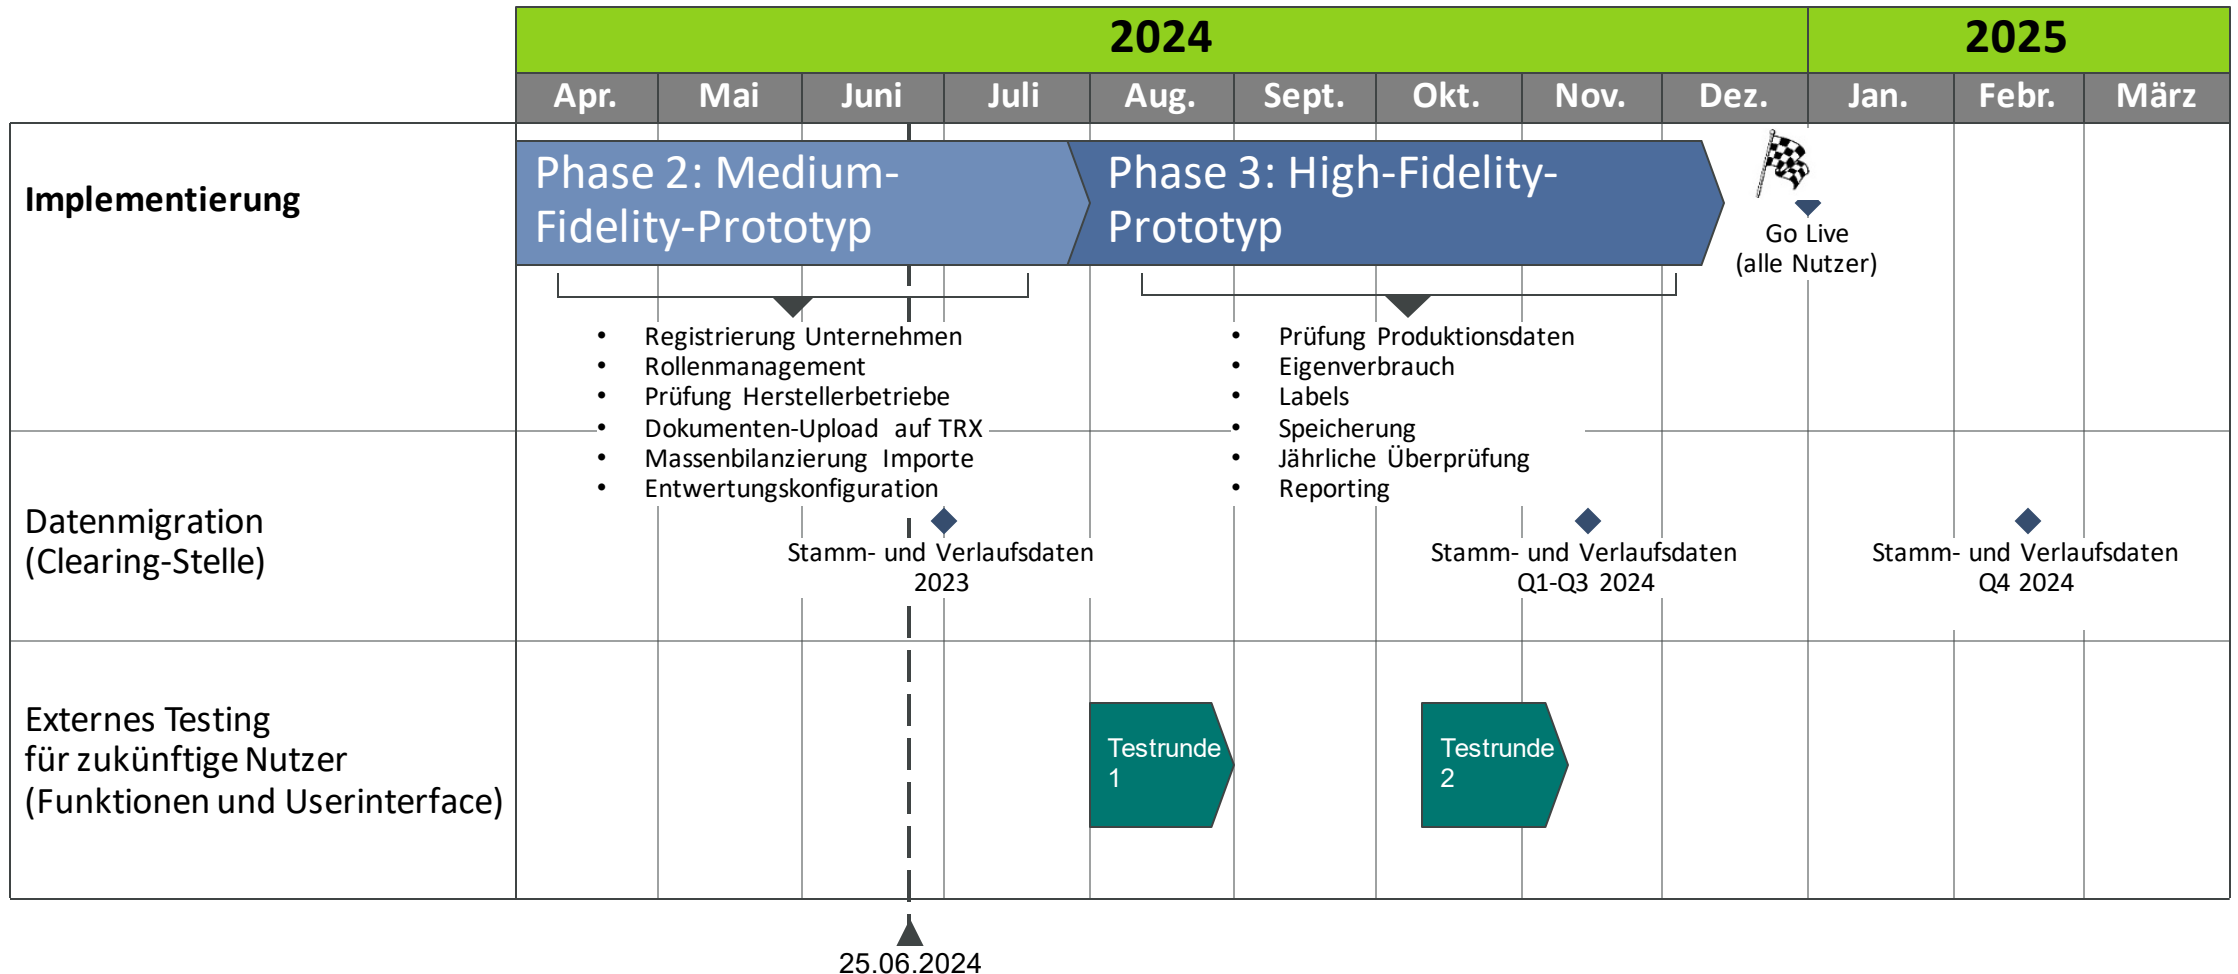 2024
2025
Apr.
Mai
Juni
Juli
Aug.
Sept.
Okt.
Nov.
Dez.
Jan.
Febr.
März
Implementierung
Phase 2: Medium-
Fidelity-Prototyp
Phase 3: High-Fidelity-
Prototyp
Go Live
(alle Nutzer)
• Registrierung Unternehmen
• Rollenmanagement
• Prüfung Herstellerbetriebe
• Dokumenten-Upload auf TRX
• Massenbilanzierung Importe
• Entwertungskonfiguration
• Prüfung Produktionsdaten
• Eigenverbrauch
• Labels
• Speicherung
• Jährliche Überprüfung
• Reporting
Datenmigration
(Clearing-Stelle)
Stamm- und Verlaufsdaten
2023
Stamm- und Verlaufsdaten
Q1-Q3 2024
Stamm- und Verlaufsdaten
Q4 2024
Externes Testing
für zukünftige Nutzer
(Funktionen und Userinterface)
Testrunde
1
Testrunde
2
25.06.2024